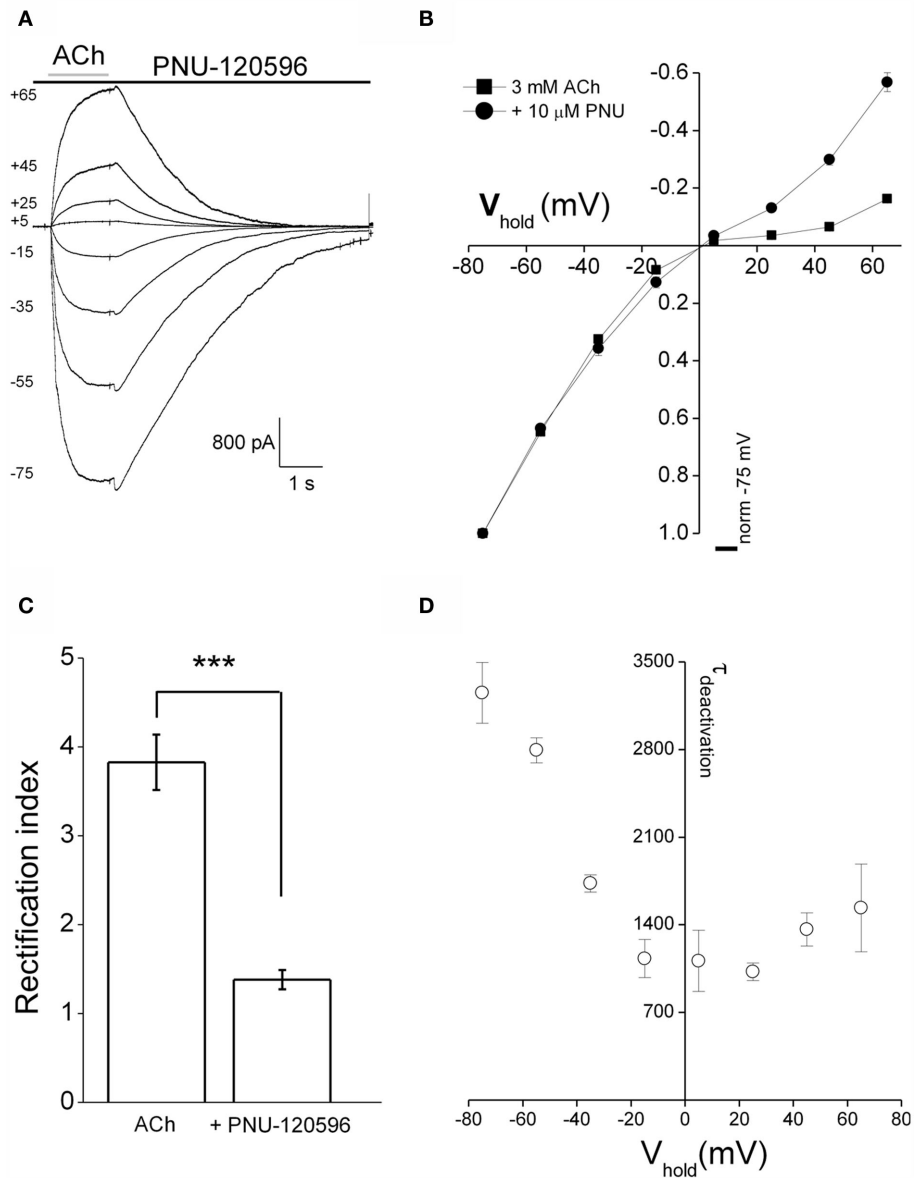 A
ACh
PNU-120596
+65
+45
+25
+5
-15
-35
-55
-75
800 pA
1 s
B
3 mM ACh
+ 10 μM PNU
Vhold (mV)
-0.6
-0.4
-0.2
-80 -60 -40 -20 20 40 60
0.2
0.4
0.6
0.8
1.0
norm -75 mV
C
***
5
4
3
2
1
0
Rectification index
ACh
+ PNU-120596
D
3500
2800
2100
1400
700
τ deactivation
-80 -60 -40 -20 0 20 40 60 80
Vhold (mV)